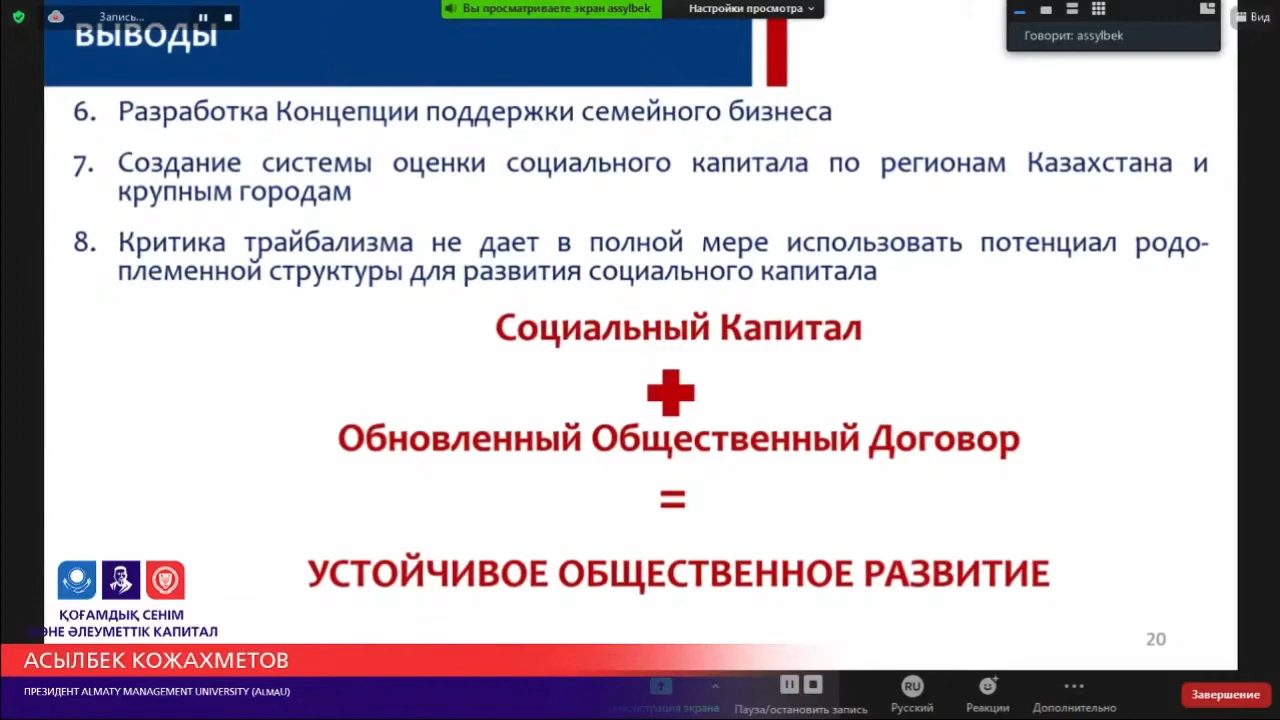 Запись...
Вы просматриваете экран assylbek
Настройки просмотра
Вид
Говорит: assylbek
ВЫВОДЫ
6. Разработка Концепции поддержки семейного бизнеса
7. Создание системы оценки социального капитала по регионам Казахстана и
крупным городам
8. Критика трайбализма не дает в полной мере использовать потенциал родо-
племенной структуры для развития социального капитала
Социальный Капитал
Обновленный Общественный Договор
=
УСТОЙЧИВОЕ ОБЩЕСТВЕННОЕ РАЗВИТИЕ
ҚОҒАМДЫҚ СЕНІМ
ӘЛЕУМЕТТІК КАПИТАЛ
20
АСЫЛБЕК КОЖАХМЕТОВ
ПРЕЗИДЕНТ ALMATY MANAGEMENT UNIVERSITY (ALMAU)
экрана
Пауза/остановить запись
RU
Русский
Реакции
Дополнительно
Завершение